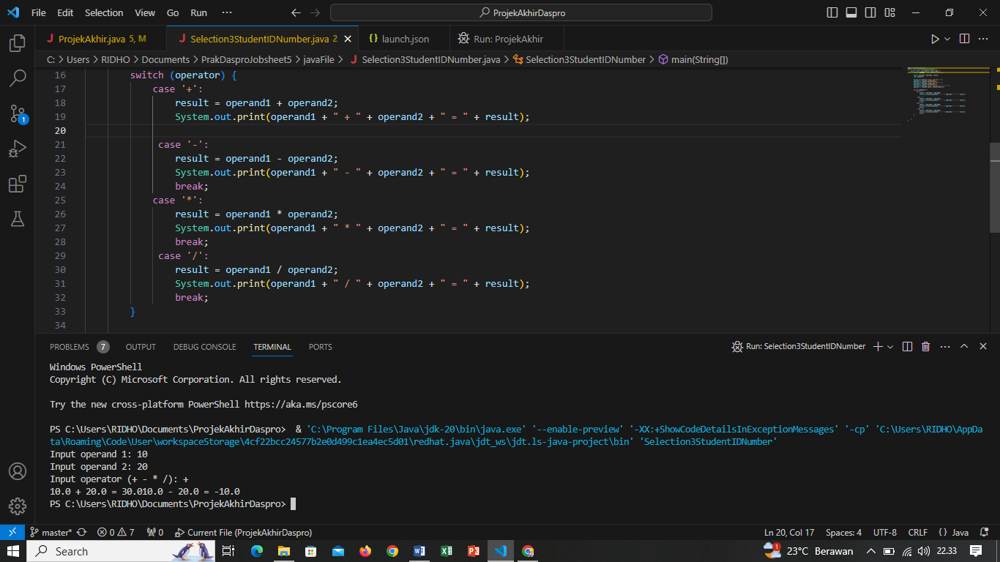 File Edit Selection View Go Run ··· ProjekAkhirDaspro
ProjekAkhir.java 5, M Selection3StudentIDNumber.java 2 launch.json Run: ProjekAkhir
C: > Users > RIDHO > Documents > PrakDasproJobsheet5 > javaFile > Selection3StudentIDNumber.java > Selection3StudentIDNumber > main(String[])
16 switch (operator) {
17 case '+':
18 result = operand1 + operand2;
19 System.out.print(operand1 + " + " + operand2 + " = " + result);
20
21 case '-':
22 result = operand1 - operand2;
23 System.out.print(operand1 + " - " + operand2 + " = " + result);
24 break;
25 case '*':
26 result = operand1 * operand2;
27 System.out.print(operand1 + " * " + operand2 + " = " + result);
28 break;
29 case '/':
30 result = operand1 / operand2;
31 System.out.print(operand1 + " / " + operand2 + " = " + result);
32 break;
33 }
34
1
PROBLEMS 7 OUTPUT DEBUG CONSOLE TERMINAL PORTS Run: Selection3StudentIDNumber
Windows PowerShell
Copyright (C) Microsoft Corporation. All rights reserved.
Try the new cross-platform PowerShell https://aka.ms/pscore6
PS C:\Users\RIDHO\Documents\ProjekAkhirDaspro> & 'C:\Program Files\Java\jdk-20\bin\java.exe' '--enable-preview' '-XX:+ShowCodeDetailsInExceptionMessages' '-cp' 'C:\Users\RIDHO\AppDa
ta\Roaming\Code\User\workspaceStorage\4cf22bcc24577b2e0d499c1ea4ec5d01\redhat.java\jdt_ws\jdt.ls-java-project\bin' 'Selection3StudentIDNumber'
Input operand 1: 10
Input operand 2: 20
Input operator (+ - * /): +
10.0 + 20.0 = 30.010.0 - 20.0 = -10.0
PS C:\Users\RIDHO\Documents\ProjekAkhirDaspro>
master* 0 7 0 Current File (ProjekAkhirDaspro) Ln 20, Col 17 Spaces: 4 UTF-8 CRLF {} Java
Search 1 23°C Berawan 22.33